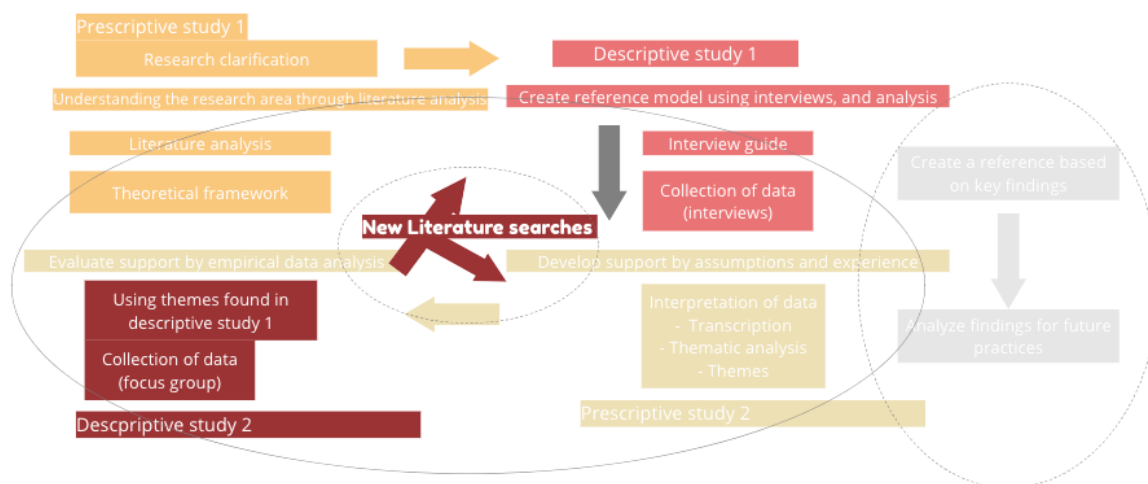 Prescriptive study 1
Research clarification
Understanding the research area through literature analysis
Literature analysis
Theoretical framework
Descriptive study 1
Create reference model using interviews, and analysis
Interview guide
Collection of data
(interviews)
Create a reference based
on key findings
Analyze findings for future
practices
New Literature searches
Evaluate support by empirical data analysis
Using themes found in
descriptive study 1
Collection of data
(focus group)
Descpriptive study 2
Develop support by assumptions and experience
Interpretation of data
- Transcription
- Thematic analysis
- Themes
Prescriptive study 2